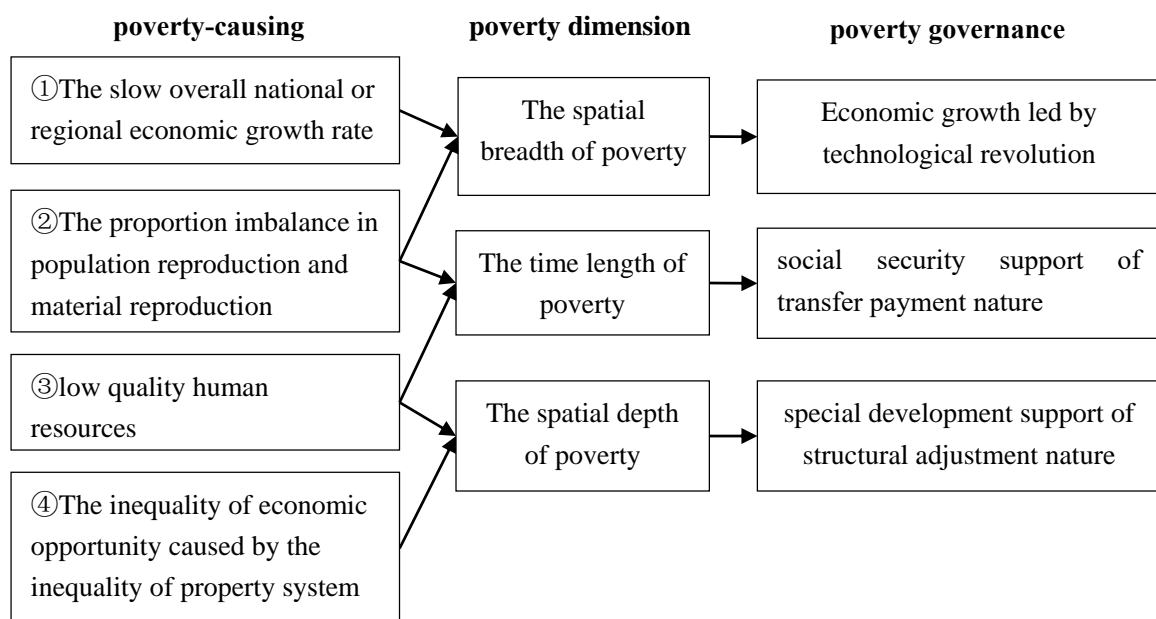 poverty-causing
poverty dimension
poverty governance
①The slow overall national or
regional economic growth rate
②The proportion imbalance in
population reproduction and
material reproduction
③low quality human
resources
④The inequality of economic
opportunity caused by the
inequality of property system
The spatial
breadth of poverty
The time length of
poverty
The spatial depth
of poverty
Economic growth led by
technological revolution
social security support of
transfer payment nature
special development support of
structural adjustment nature